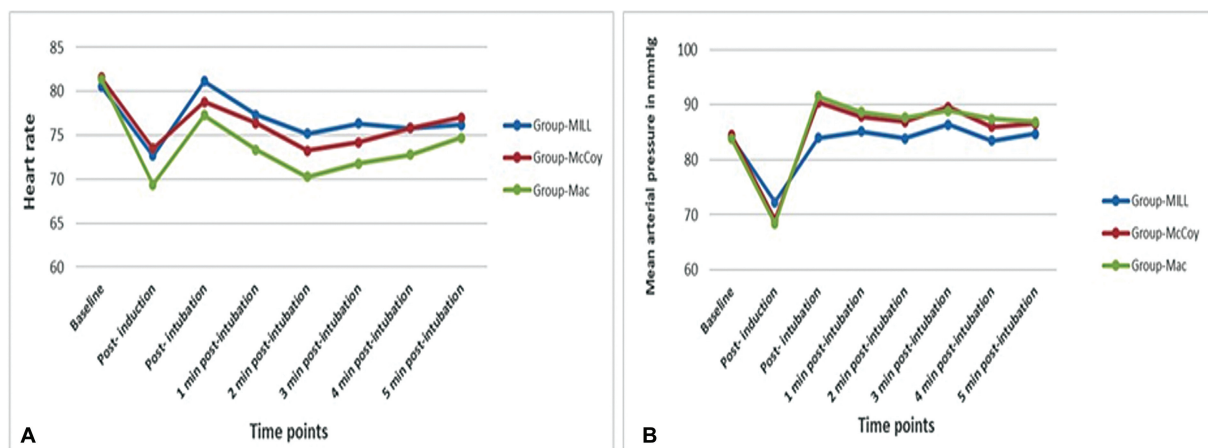 85
80
75
70
65
60
Heart rate
Baseline
Post- induction
Post- intubation
1 min post-intubation
2 min post-intubation
3 min post-intubation
4 min post-intubation
5 min post-intubation
Time points
Group-MILL
Group-McCoy
Group-Mac
A
100
90
80
70
60
Mean arterial pressure in mmHg
Baseline
Post- induction
Post- intubation
1 min post-intubation
2 min post-intubation
3 min post-intubation
4 min post-intubation
5 min post-intubation
Time points
Group-MILL
Group-McCoy
Group-Mac
B